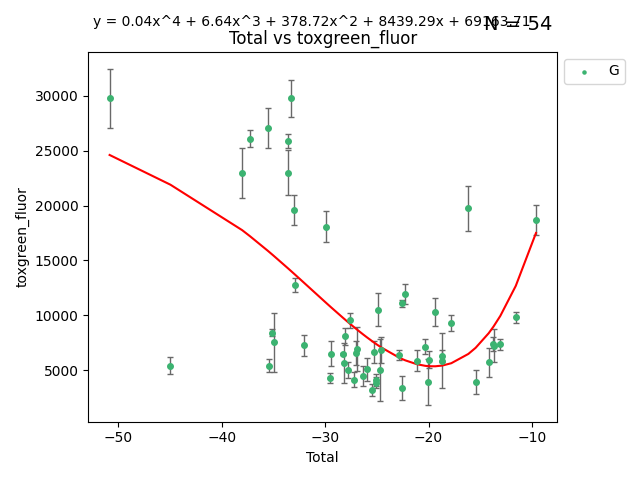 y = 0.04x^4 + 6.64x^3 + 378.72x^2 + 8439.29x + 69163.71
N = 54
Total vs toxgreen_fluor
G
30000
25000
20000
15000
10000
5000
toxgreen_fluor
−50 −40 −30 −20 −10
Total